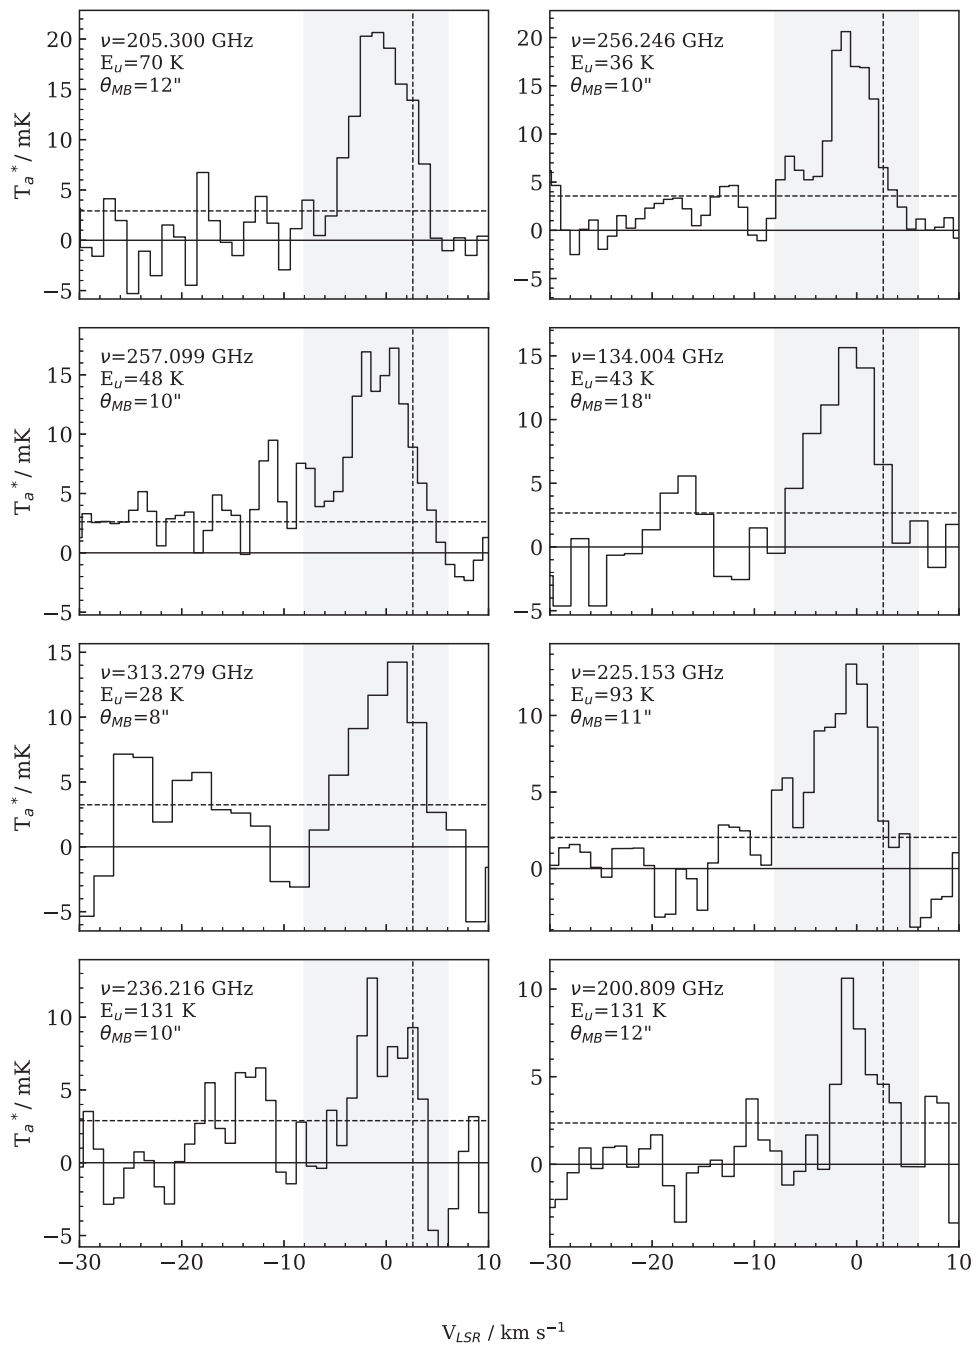 ν=205.300 GHz
E_u=70 K
θ_MB=12"
20
15
10
5
0
−5
T_a* / mK
ν=256.246 GHz
E_u=36 K
θ_MB=10"
20
15
10
5
0
−5
ν=257.099 GHz
E_u=48 K
θ_MB=10"
15
10
5
0
−5
T_a* / mK
ν=134.004 GHz
E_u=43 K
θ_MB=18"
15
10
5
0
−5
ν=313.279 GHz
E_u=28 K
θ_MB=8"
15
10
5
0
−5
T_a* / mK
ν=225.153 GHz
E_u=93 K
θ_MB=11"
10
5
0
ν=236.216 GHz
E_u=131 K
θ_MB=10"
10
5
0
−5
T_a* / mK
ν=200.809 GHz
E_u=131 K
θ_MB=12"
10
5
0
−30 −20 −10 0 10
−30 −20 −10 0 10
V_LSR / km s⁻¹